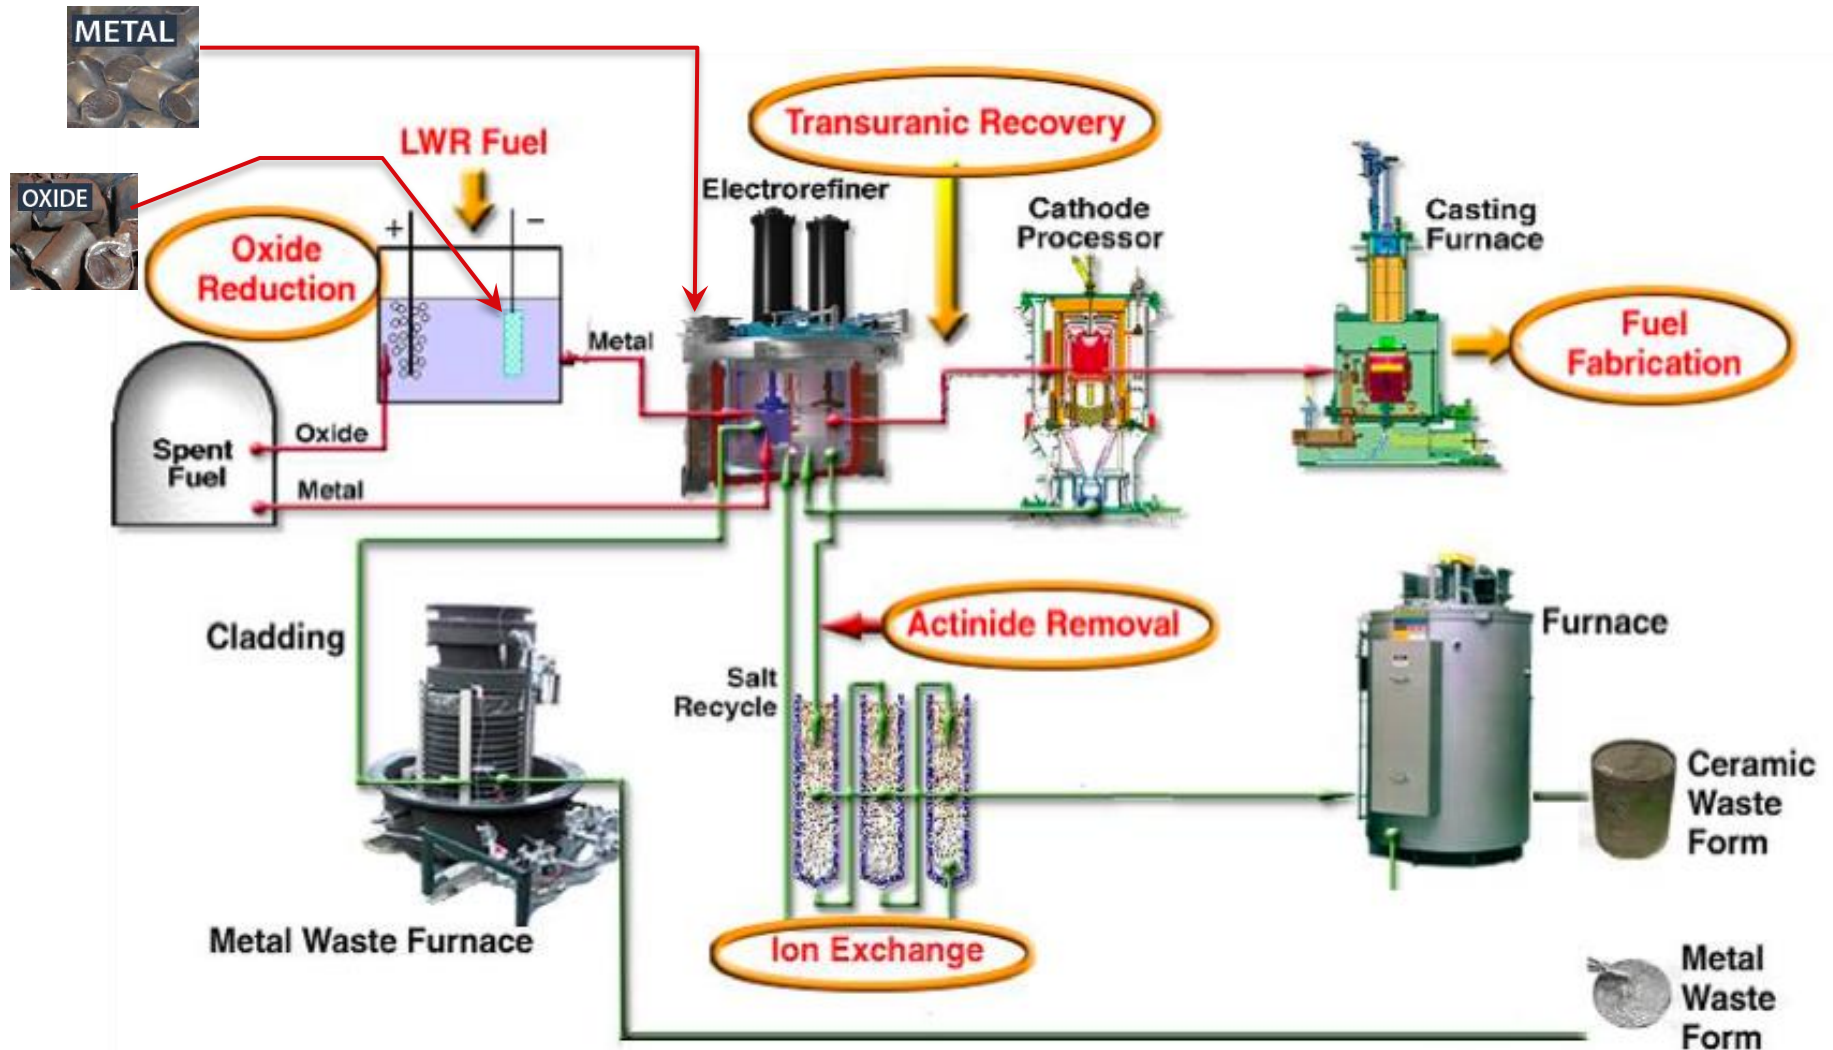 METAL
LWR Fuel
Transuranic Recovery
OXIDE
Electrorefiner
Oxide
Reduction
+
−
Cathode
Processor
Casting
Furnace
Metal
Fuel
Fabrication
Spent
Fuel
Oxide
Metal
Cladding
Actinide Removal
Furnace
Salt
Recycle
Ceramic
Waste
Form
Metal Waste Furnace
Ion Exchange
Metal
Waste
Form